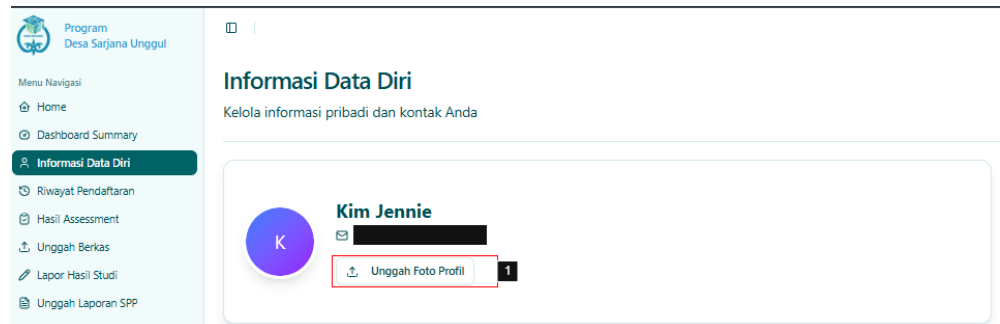 Program
Desa Sarjana Unggul
Menu Navigasi
Home
Dashboard Summary
Informasi Data Diri
Riwayat Pendaftaran
Hasil Assessment
Unggah Berkas
Lapor Hasil Studi
Unggah Laporan SPP
Informasi Data Diri
Kelola informasi pribadi dan kontak Anda
K
Kim Jennie
Unggah Foto Profil
1